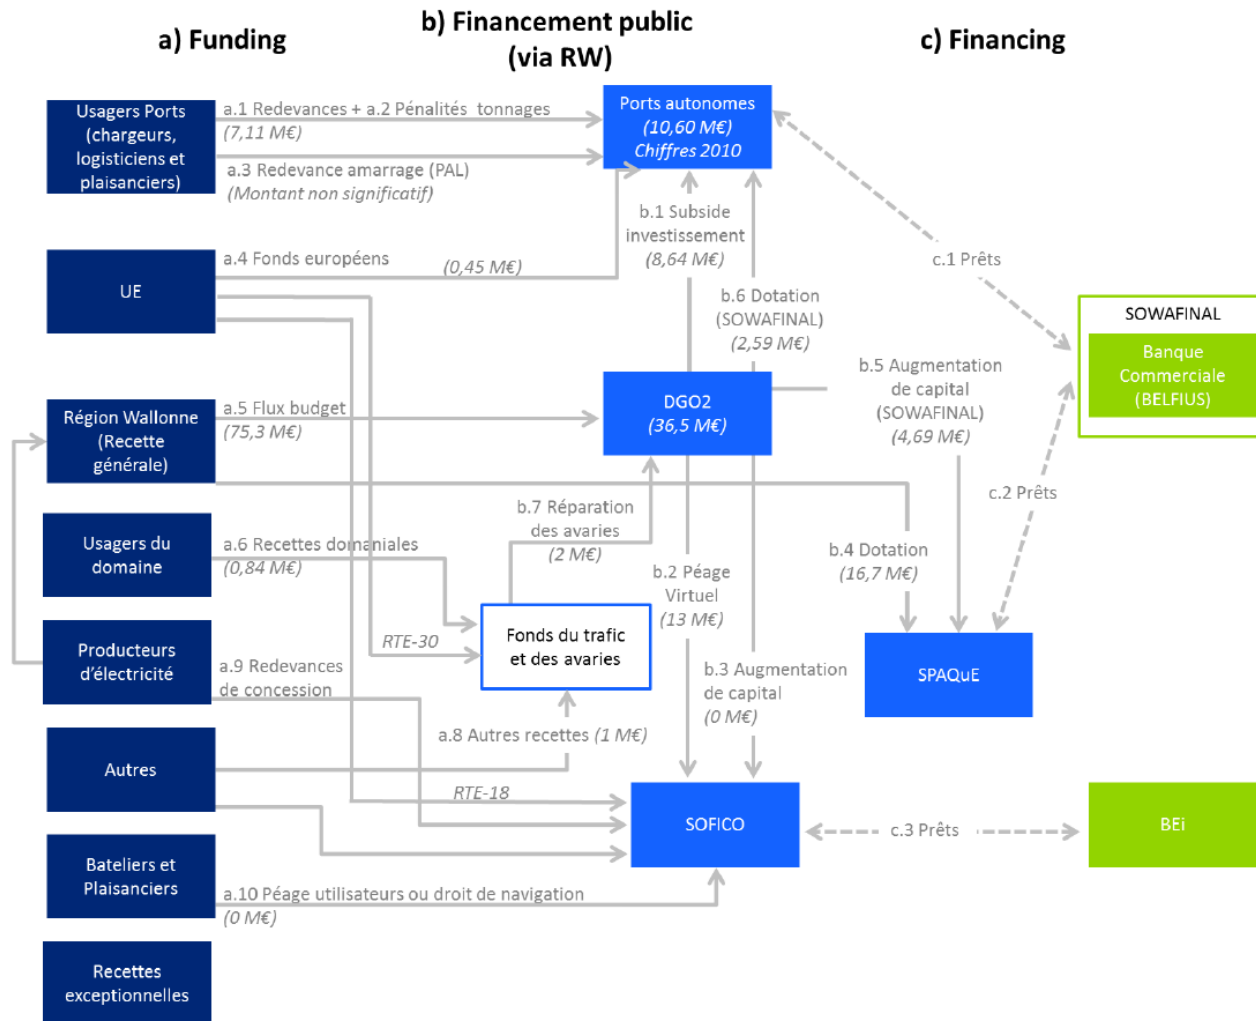 a) Funding
b) Financement public
(via RW)
c) Financing
Usagers Ports
(chargeurs,
logisticiens et
plaisanciers)
a.1 Redevances + a.2 Pénalités tonnages
(7,11 M€)
a.3 Redevance amarrage (PAL)
(Montant non significatif)
Ports autonomes
(10,60 M€)
Chiffres 2010
UE
a.4 Fonds européens
(0,45 M€)
b.1 Subside
investissement
(8,64 M€)
b.6 Dotation
(SOWAFINAL)
(2,59 M€)
c.1 Prêts
SOWAFINAL
Banque
Commerciale
(BELFIUS)
Région Wallonne
(Recette
générale)
a.5 Flux budget
(75,3 M€)
DGO2
(36,5 M€)
b.5 Augmentation
de capital
(SOWAFINAL)
(4,69 M€)
c.2 Prêts
Usagers du
domaine
a.6 Recettes domaniales
(0,84 M€)
b.7 Réparation
des avaries
(2 M€)
b.2 Péage
Virtuel
(13 M€)
b.4 Dotation
(16,7 M€)
Producteurs
d'électricité
a.9 Redevances
de concession
RTE-30
Fonds du trafic
et des avaries
b.3 Augmentation
de capital
(0 M€)
SPAQuE
Autres
a.8 Autres recettes (1 M€)
RTE-18
SOFICO
c.3 Prêts
BEi
Bateliers et
Plaisanciers
a.10 Péage utilisateurs ou droit de navigation
(0 M€)
Recettes
exceptionnelles